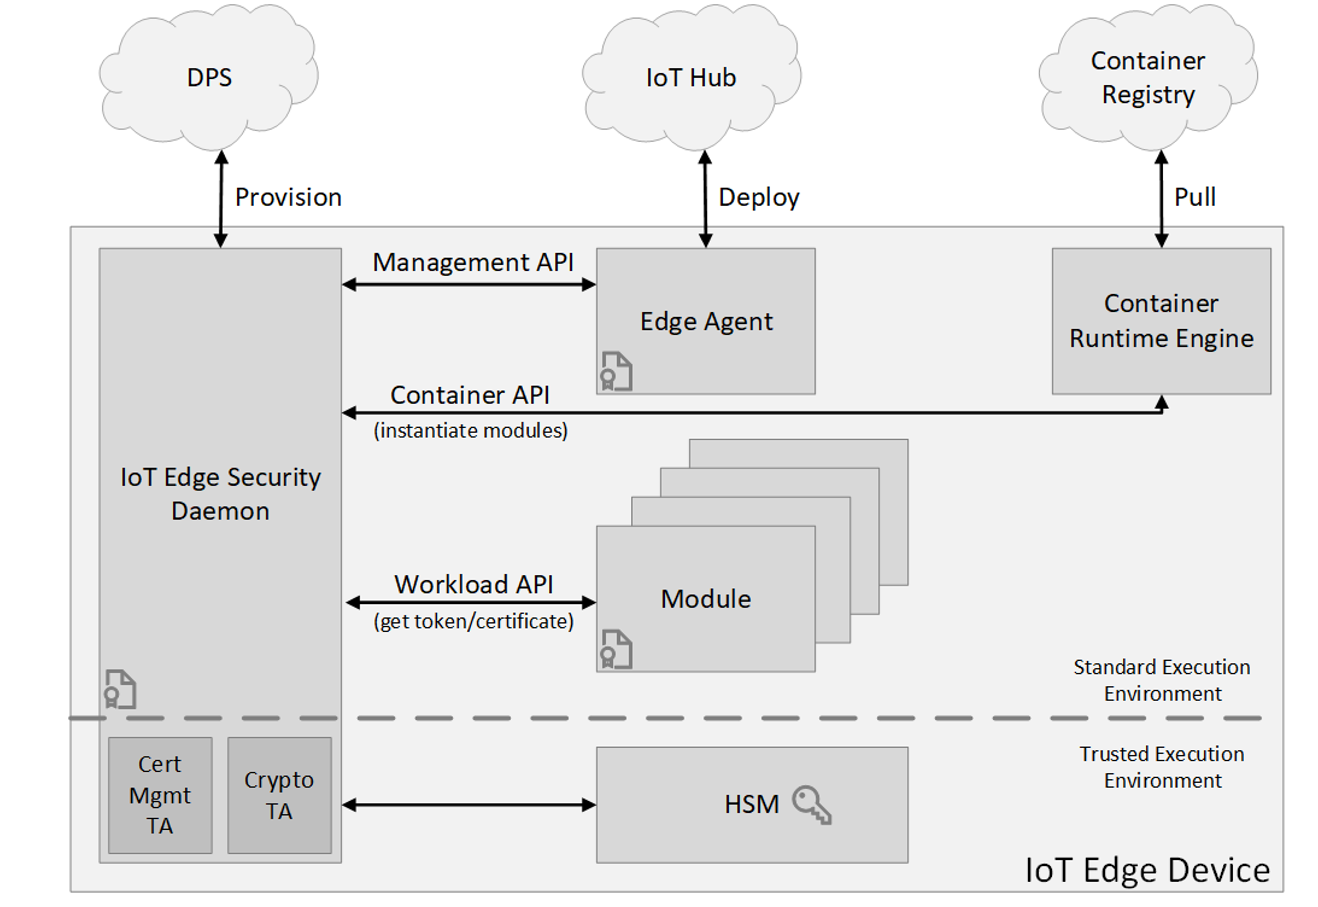 DPS
IoT Hub
Container
Registry
Provision
Deploy
Pull
Management API
Edge Agent
Container
Runtime Engine
Container API
(instantiate modules)
IoT Edge Security
Daemon
Workload API
(get token/certificate)
Module
Standard Execution
Environment
Trusted Execution
Environment
Cert
Mgmt
TA
Crypto
TA
HSM
IoT Edge Device